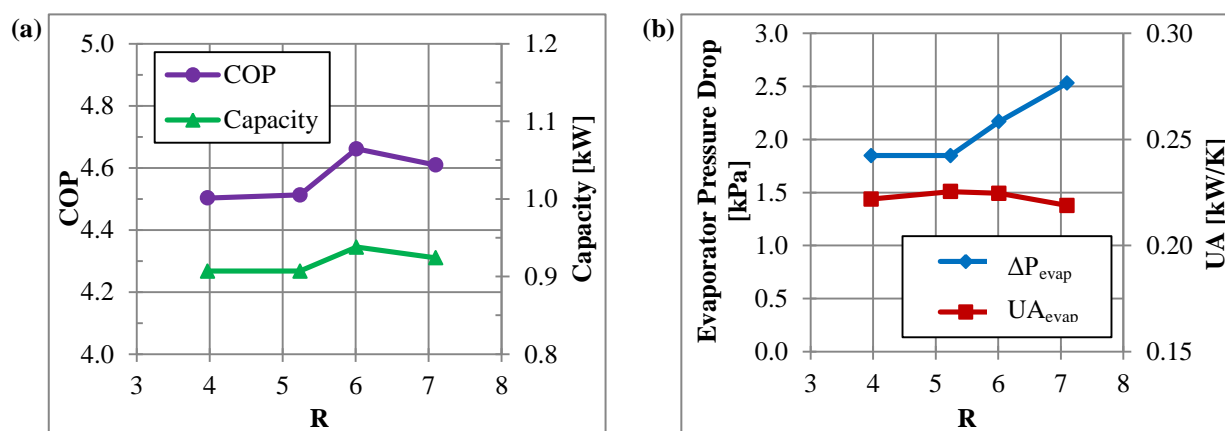 (a)
5.0
4.8
4.6
4.4
4.2
4.0
COP
COP
Capacity
1.2
1.1
1.0
0.9
0.8
Capacity [kW]
3 4 5 6 7 8
R
(b)
3.0
2.5
2.0
1.5
1.0
0.5
0.0
Evaporator Pressure Drop
[kPa]
ΔPevap
UAevap
0.30
0.25
0.20
0.15
UA [kW/K]
3 4 5 6 7 8
R